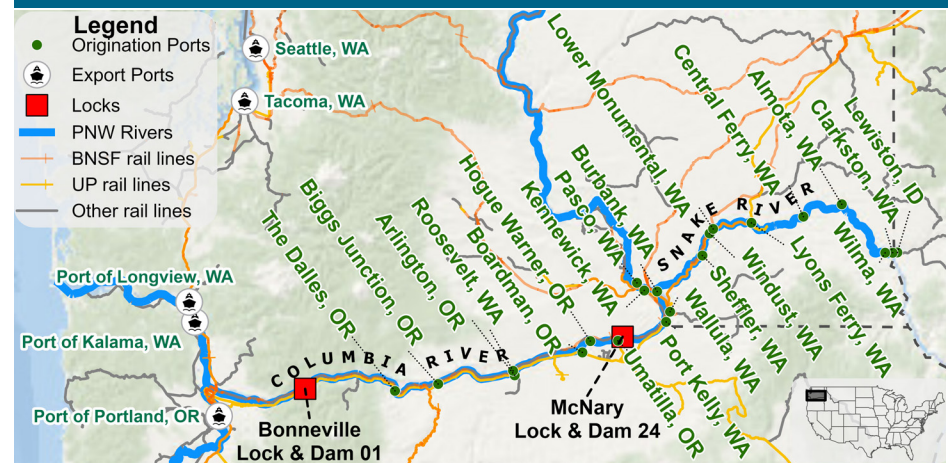 Legend
Origination Ports
Export Ports
Locks
PNW Rivers
BNSF rail lines
UP rail lines
Other rail lines
Seattle, WA
Tacoma, WA
Port of Longview, WA
Port of Kalama, WA
Port of Portland, OR
The Dalles, OR
Biggs Junction, OR
Arlington, OR
Roosevelt, WA
Boardman, OR
Hogue Warner, OR
Kennewick, WA
Pasco, WA
Burbank, WA
Lower Monumental, WA
Central Ferry, WA
Almota, WA
Clarkston, WA
Lewiston, ID
SNAKE RIVER
COLUMBIA RIVER
Wilma, WA
Lyons Ferry, WA
Windust, WA
Sheffler, WA
Wallula, WA
Port Kelly, WA
Umatilla, OR
Bonneville
Lock & Dam 01
McNary
Lock & Dam 24